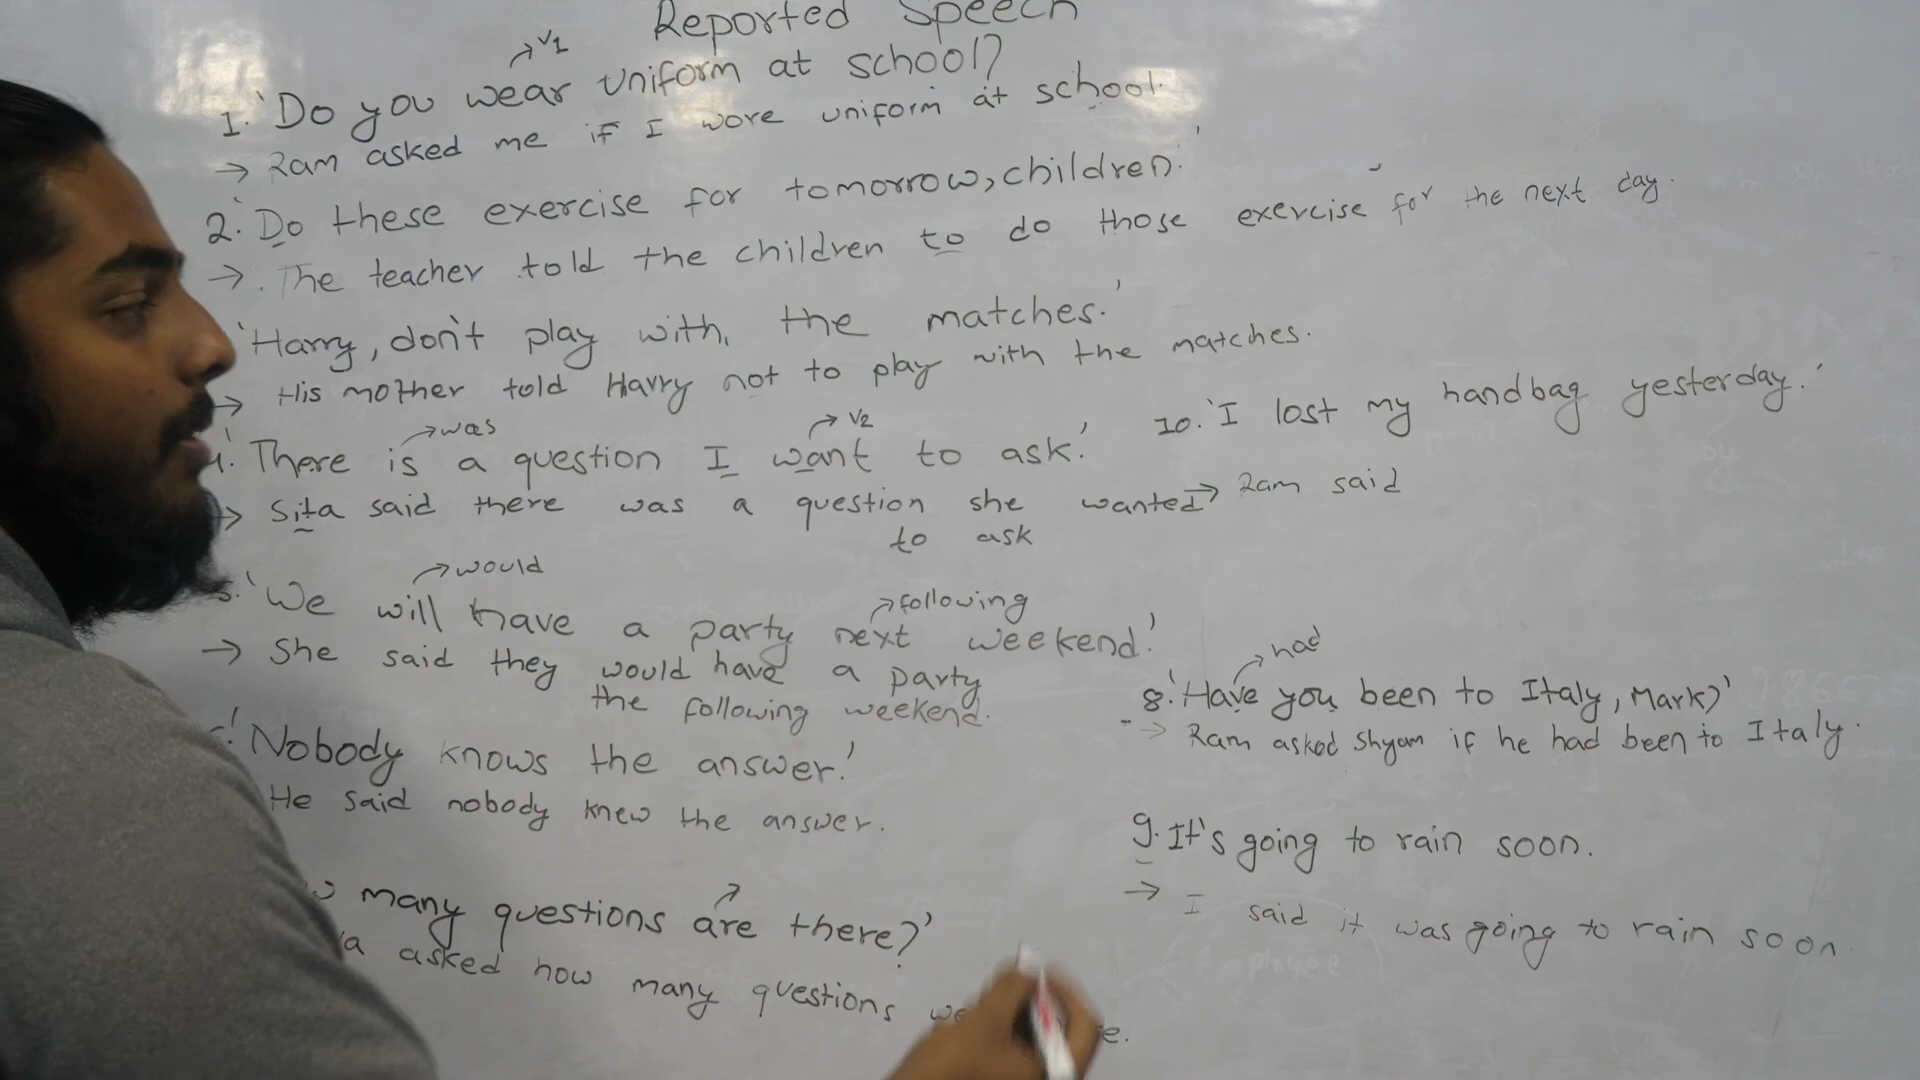 Reported Speech
→ V1
1. 'Do you wear uniform at school?
→ Ram asked me if I wore uniform at school.
2. 'Do these exercise for tomorrow, children.'
→ The teacher told the children to do those exercise for the next day.
'Harry, don't play with the matches.'
→ His mother told Harry not to play with the matches.
→ was → V2
'There is a question I want to ask.'
→ Sita said there was a question she wanted
to ask
→ would
→ following
'We will have a party next weekend.'
→ She said they would have a party
the following weekend.
'Nobody knows the answer.'
He said nobody knew the answer.
many questions are there?'
asked how many questions
10. 'I lost my handbag yesterday.'
→ Ram said
→ had
8. 'Have you been to Italy, Mark?'
→ Ram asked Shyam if he had been to Italy.
9. It's going to rain soon.
→ I said it was going to rain soon